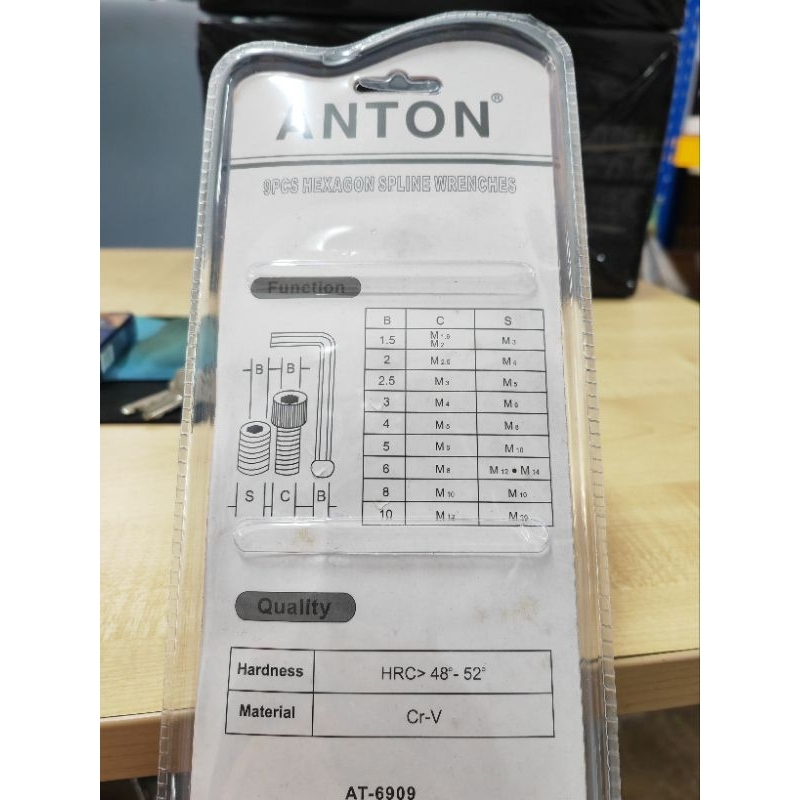 ANTON®
9PCS HEXAGON SPLINE WRENCHES
Function
B C S
1.5 M1.6 M2 M3
2 M2.5 M4
2.5 M3 M5
3 M4 M6
4 M5 M8
5 M6 M10
6 M8 M12 • M14
8 M10 M16
10 M12 M20
B B
S C B
Quality
Hardness HRC> 48°- 52°
Material Cr-V
AT-6909